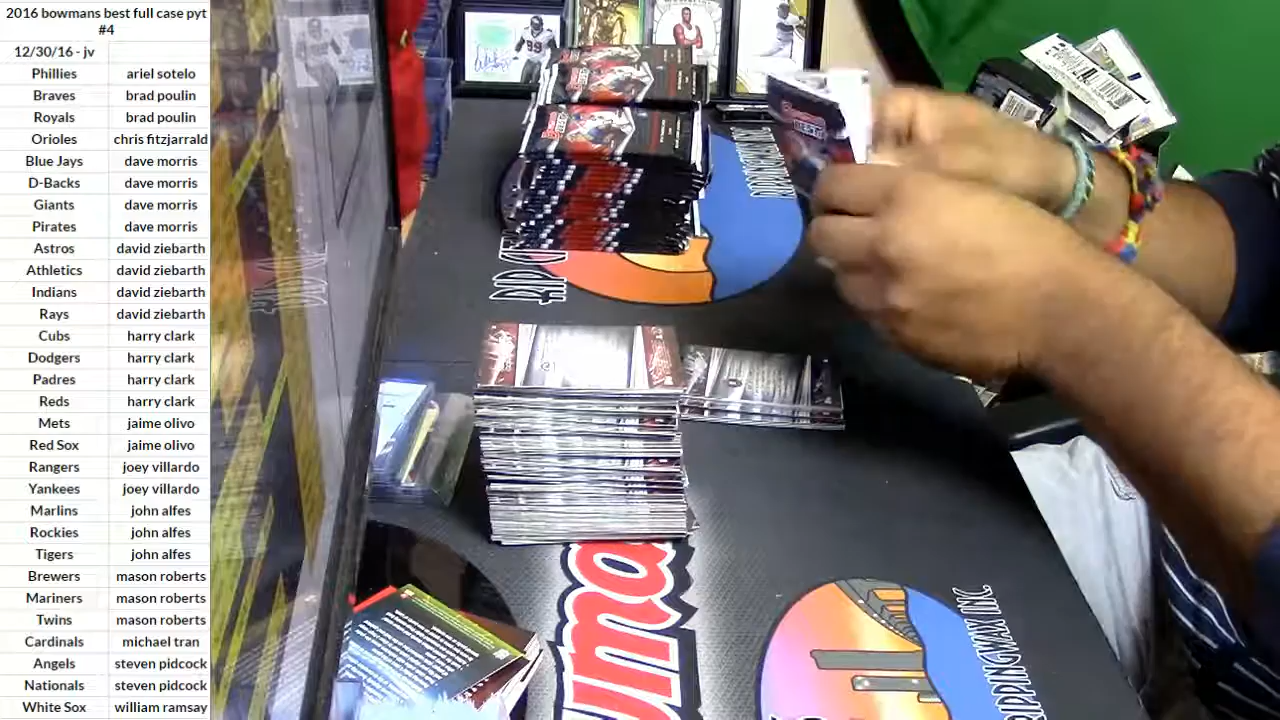 2016 bowmans best full case pyt
#4
12/30/16 - jv
Phillies ariel sotelo
Braves brad poulin
Royals brad poulin
Orioles chris fitzjarrald
Blue Jays dave morris
D-Backs dave morris
Giants dave morris
Pirates dave morris
Astros david ziebarth
Athletics david ziebarth
Indians david ziebarth
Rays david ziebarth
Cubs harry clark
Dodgers harry clark
Padres harry clark
Reds harry clark
Mets jaime olivo
Red Sox jaime olivo
Rangers joey villardo
Yankees joey villardo
Marlins john alfes
Rockies john alfes
Tigers john alfes
Brewers mason roberts
Mariners mason roberts
Twins mason roberts
Cardinals michael tran
Angels steven pidcock
Nationals steven pidcock
White Sox william ramsay
99
RIPPINGWAX INC
RIP CITY
RIPPINGWAX INC